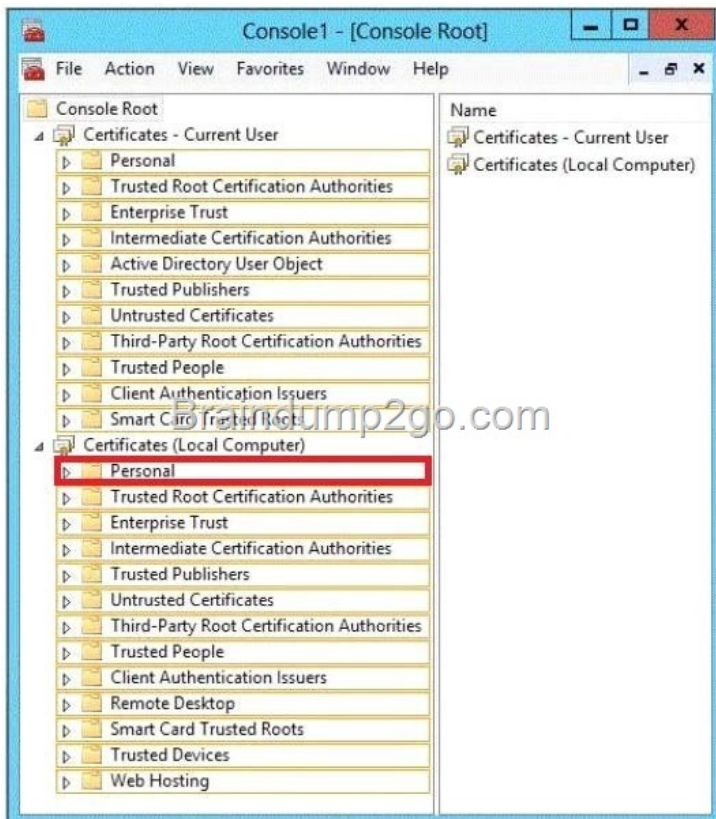 Console1 - [Console Root]
File Action View Favorites Window Help
Console Root
Certificates - Current User
Personal
Trusted Root Certification Authorities
Enterprise Trust
Intermediate Certification Authorities
Active Directory User Object
Trusted Publishers
Untrusted Certificates
Third-Party Root Certification Authorities
Trusted People
Client Authentication Issuers
Smart Card Trusted Roots
Certificates (Local Computer)
Personal
Trusted Root Certification Authorities
Enterprise Trust
Intermediate Certification Authorities
Trusted Publishers
Untrusted Certificates
Third-Party Root Certification Authorities
Trusted People
Client Authentication Issuers
Remote Desktop
Smart Card Trusted Roots
Trusted Devices
Web Hosting
Name
Certificates - Current User
Certificates (Local Computer)
Braindump2go.com